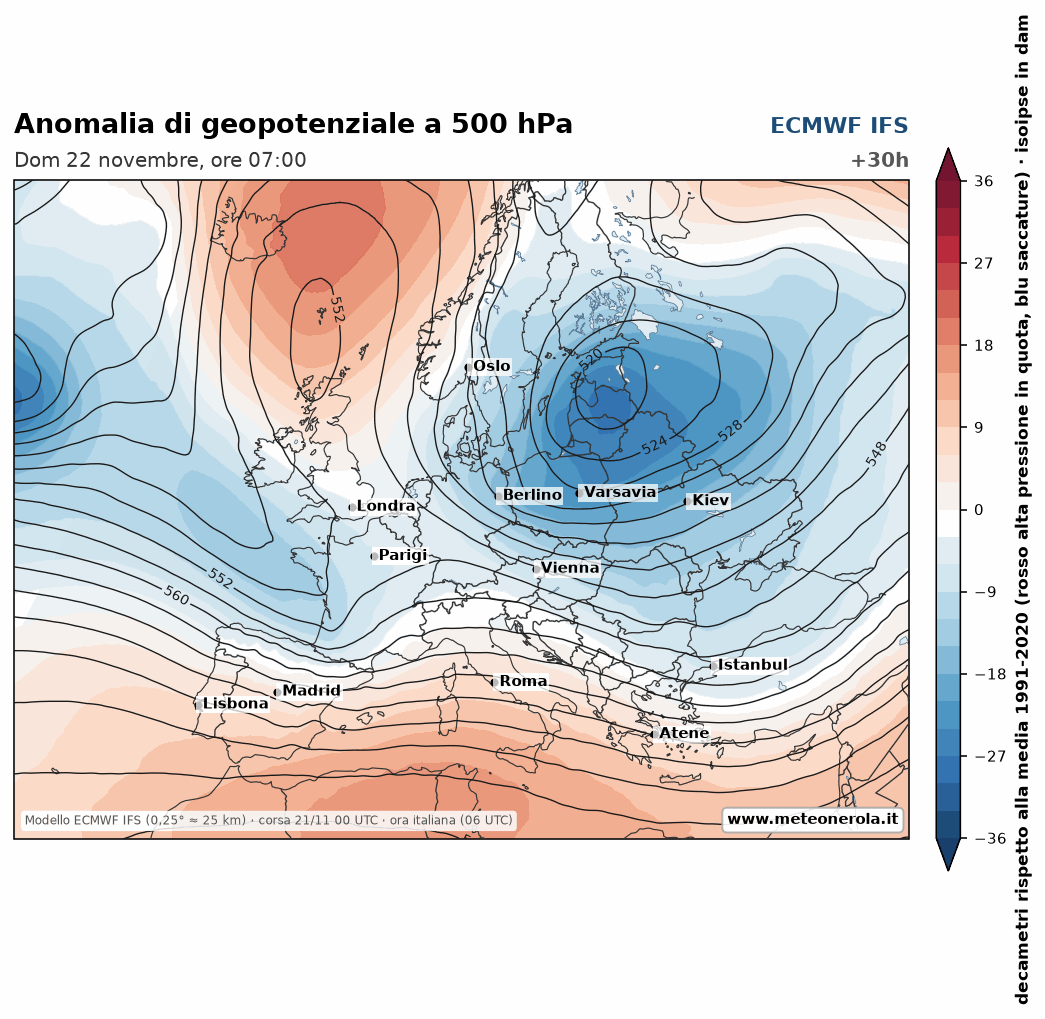 Anomalia di geopotenziale a 500 hPa
ECMWF IFS
Dom 22 novembre, ore 07:00
+30h
552
Oslo
520
524
528
548
Berlino
Varsavia
Kiev
Londra
Parigi
Vienna
552
560
Istanbul
Roma
Madrid
Lisbona
Atene
Modello ECMWF IFS (0,25° ≈ 25 km) · corsa 21/11 00 UTC · ora italiana (06 UTC)
www.meteonerola.it
36
27
18
9
0
−9
−18
−27
−36
decametri rispetto alla media 1991-2020 (rosso alta pressione in quota, blu saccature) · isoipse in dam